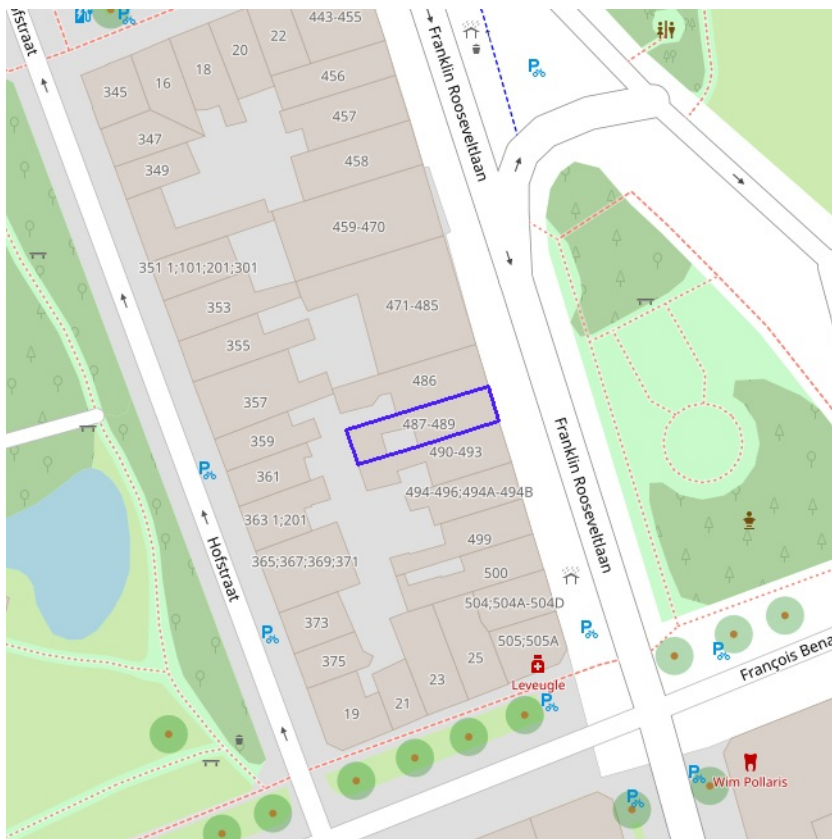 Hofstraat
443-455
22
20
18
16
345
456
Franklin Rooseveltlaan
457
347
458
349
459-470
351 1;101;201;301
353
471-485
355
486
357
487-489
359
490-493
361
494-496;494A-494B
363 1;201
Franklin Rooseveltlaan
499
Hofstraat
365;367;369;371
500
504;504A-504D
373
505;505A
375
25
Leveugle
23
21
19
François Bena
Wim Pollaris
P
P
P
P
P
P
P
P
P